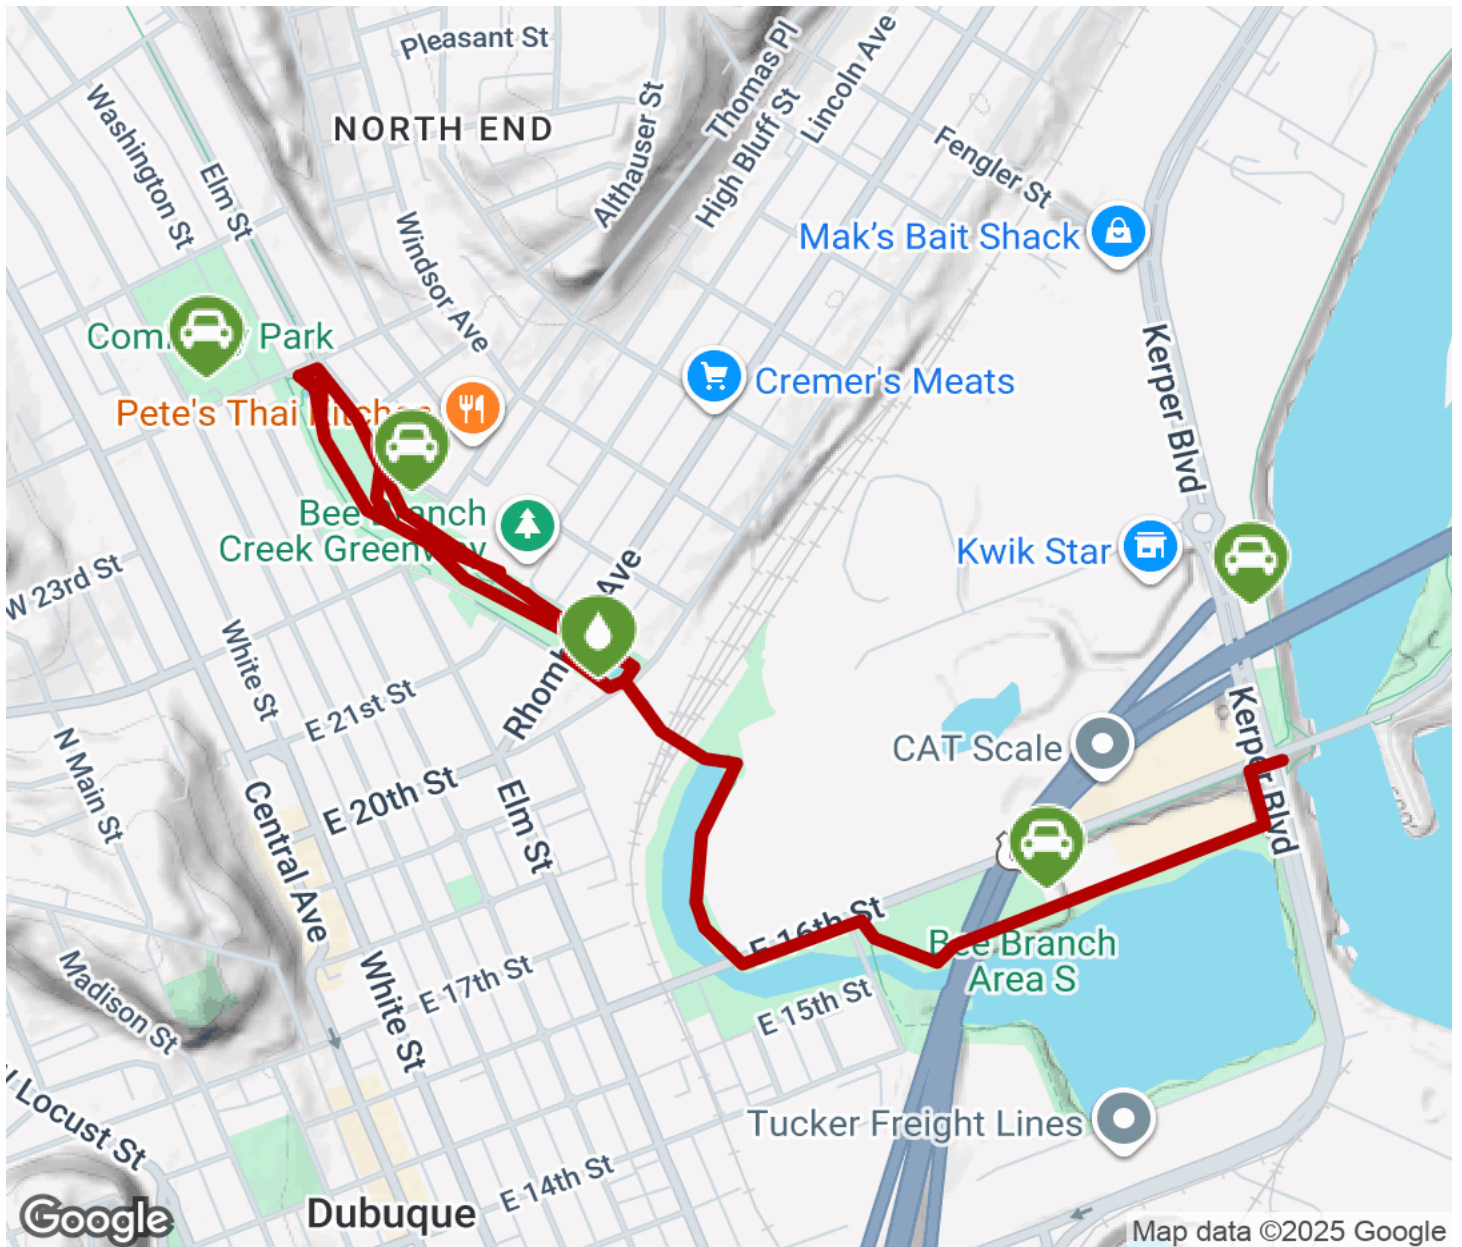 Pleasant St
Thomas Pl
Lincoln Ave
Washington St
NORTH END
Althauser St
High Bluff St
Fengler St
Elm St
Windsor Ave
Mak's Bait Shack
Park
Kerper Blvd
Cremer's Meats
Pete's Thai
Bee Branch
Creek Greenway
W 23rd St
Ave
Kwik Star
White St
E 21st St
Kerper Blvd
N Main St
CAT Scale
E 20th St
Elm St
Central Ave
E 16th St
Bee Branch
Area S
Madison St
White St
E 17th St
E 15th St
Locust St
Tucker Freight Lines
E 14th St
Dubuque
Google
Map data ©2025 Google